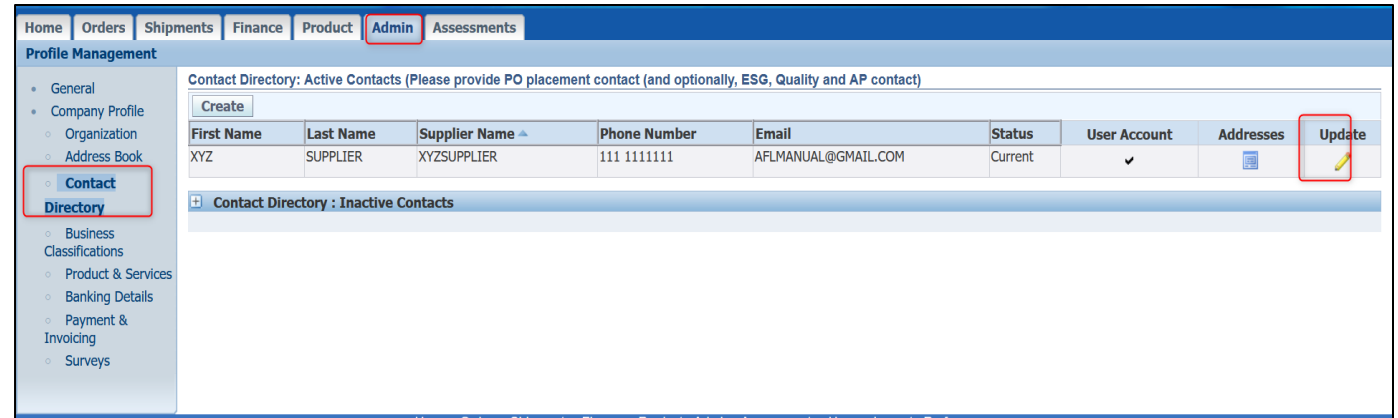 Home Orders Shipments Finance Product Admin Assessments
Profile Management
General
Company Profile
Organization
Address Book
Contact
Directory
Business
Classifications
Product & Services
Banking Details
Payment &
Invoicing
Surveys
Contact Directory: Active Contacts (Please provide PO placement contact (and optionally, ESG, Quality and AP contact)
Create
First Name Last Name Supplier Name Phone Number Email Status User Account Addresses Update
XYZ SUPPLIER XYZSUPPLIER 111 1111111 AFLMANUAL@GMAIL.COM Current
Contact Directory : Inactive Contacts